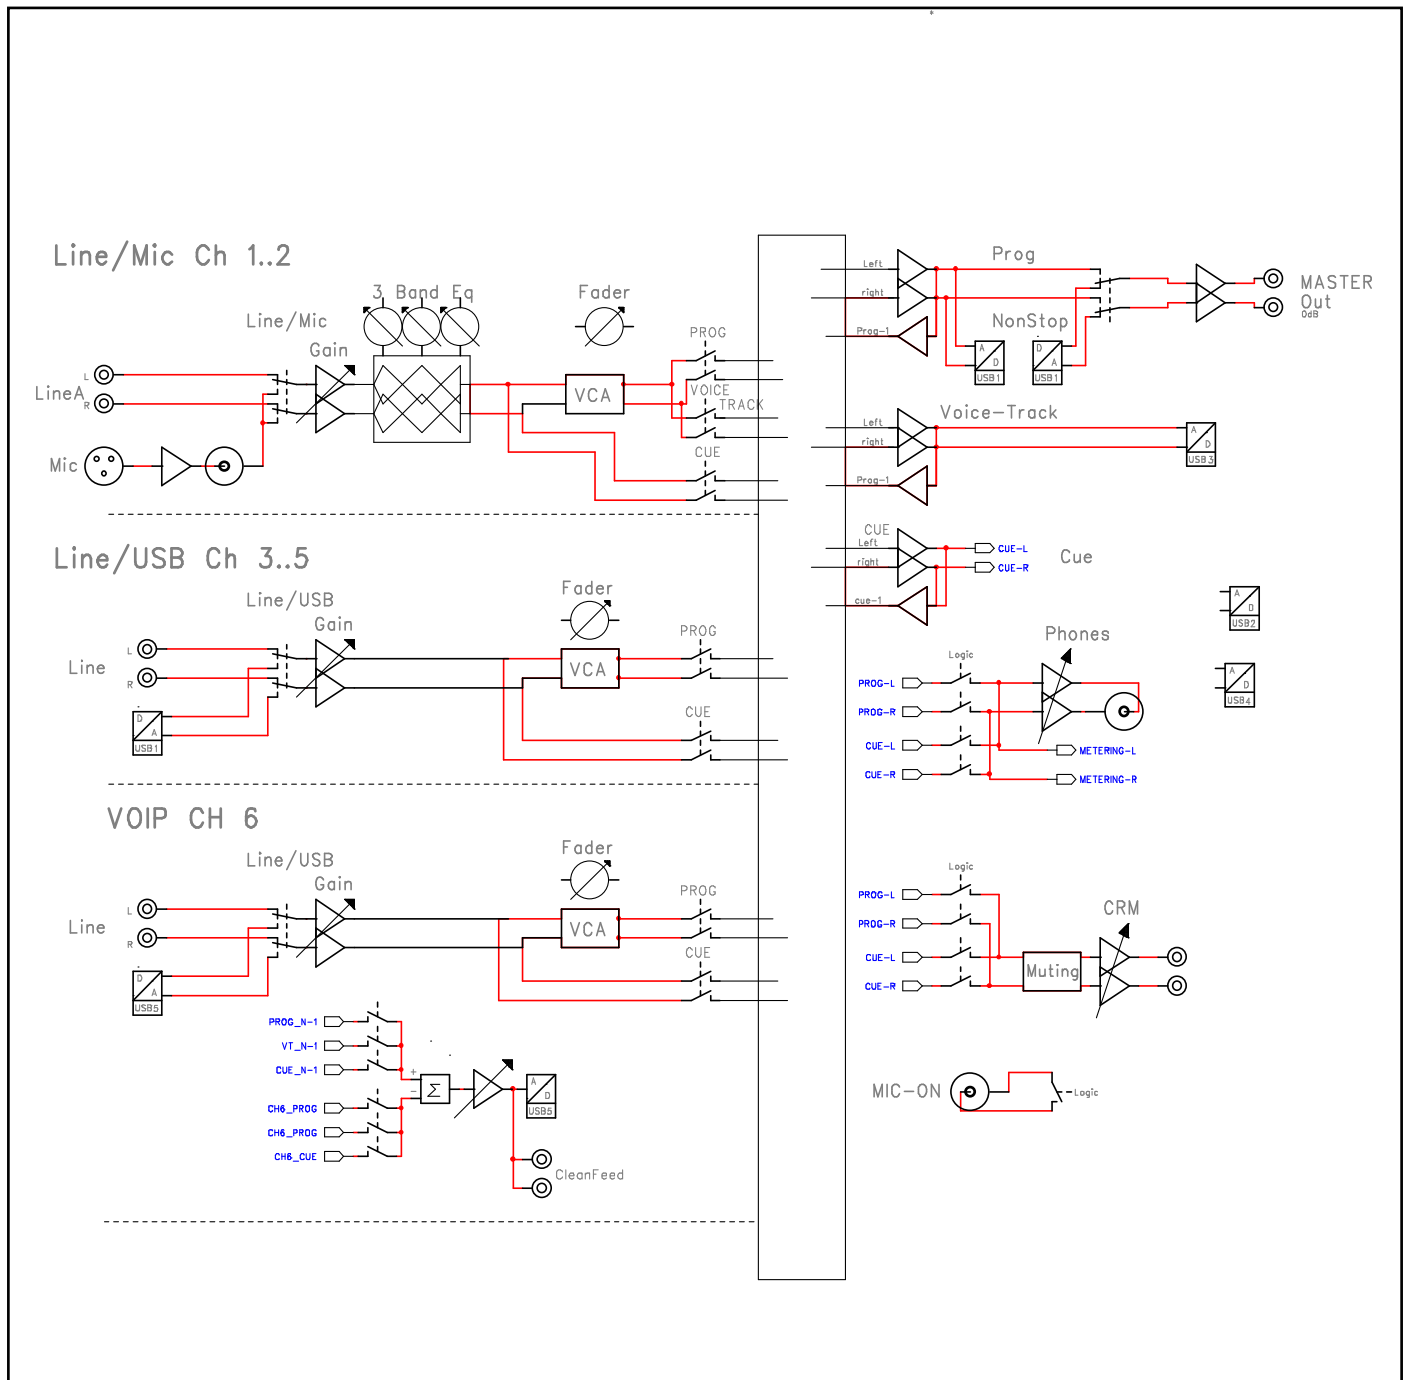 *
Line/Mic Ch 1..2
3 Band Eq
Fader
Line/Mic
Gain
PROG
LineA
L
R
VCA
VOICE
TRACK
Mic
CUE
Line/USB Ch 3..5
Line/USB
Gain
Fader
PROG
Line
L
R
VCA
D
A
USB1
CUE
VOIP CH 6
Line/USB
Gain
Fader
PROG
Line
L
R
VCA
CUE
D
A
USB5
PROG_N-1
VT_N-1
CUE_N-1
+
-
Σ
A
D
USB5
CH6_PROG
CH6_PROG
CH6_CUE
CleanFeed
Left
right
Prog-1
Prog
NonStop
A
D
USB1
D
A
USB1
MASTER
Out
0dB
Voice-Track
Left
right
Prog-1
A
D
USB3
CUE
Left
right
cue-1
CUE-L
CUE-R
Cue
A
D
USB2
Phones
Logic
PROG-L
PROG-R
CUE-L
CUE-R
METERING-L
METERING-R
A
D
USB4
Logic
CRM
PROG-L
PROG-R
CUE-L
CUE-R
Muting
MIC-ON
Logic